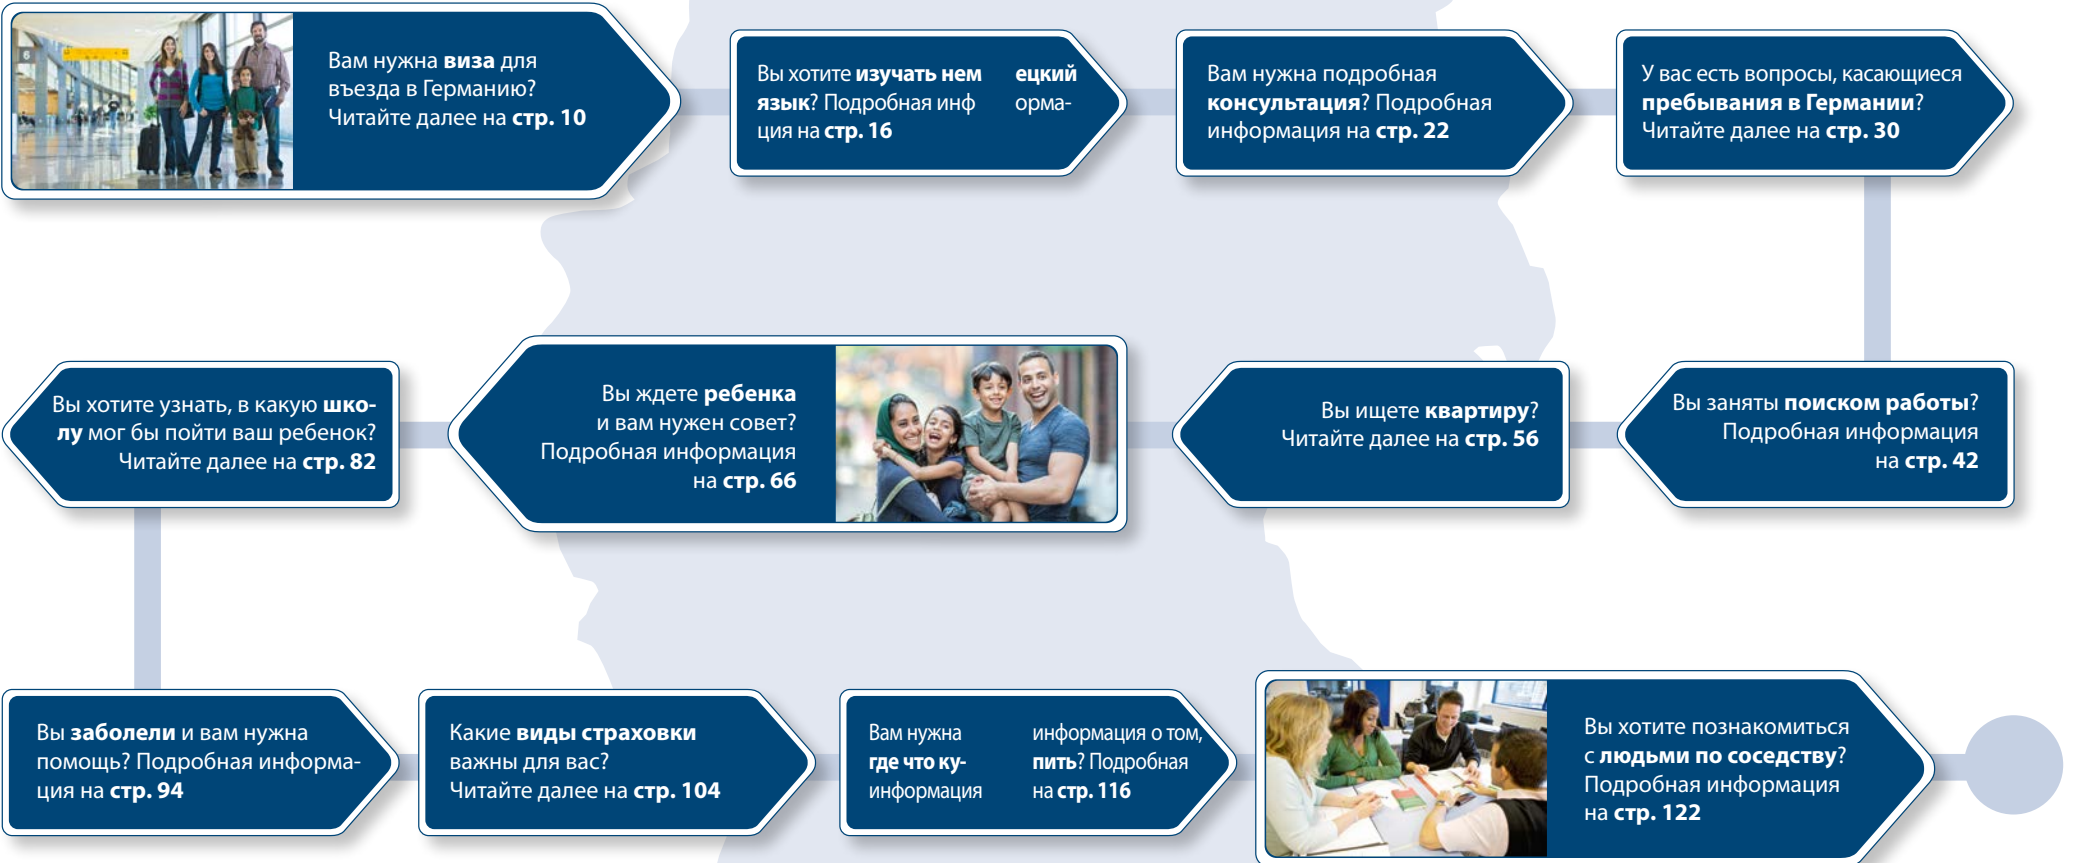 Вам нужна виза для
въезда в Германию?
Читайте далее на стр. 10
Вы хотите изучать нем ецкий
язык? Подробная инф орма-
ция на стр. 16
Вам нужна подробная
консультация? Подробная
информация на стр. 22
У вас есть вопросы, касающиеся
пребывания в Германии?
Читайте далее на стр. 30
Вы заняты поиском работы?
Подробная информация
на стр. 42
Вы ищете квартиру?
Читайте далее на стр. 56
Вы ждете ребенка
и вам нужен совет?
Подробная информация
на стр. 66
Вы хотите узнать, в какую шко-
лу мог бы пойти ваш ребенок?
Читайте далее на стр. 82
Вы заболели и вам нужна
помощь? Подробная информа-
ция на стр. 94
Какие виды страховки
важны для вас?
Читайте далее на стр. 104
Вам нужна информация о том,
где что ку- пить? Подробная
информация на стр. 116
Вы хотите познакомиться
с людьми по соседству?
Подробная информация
на стр. 122